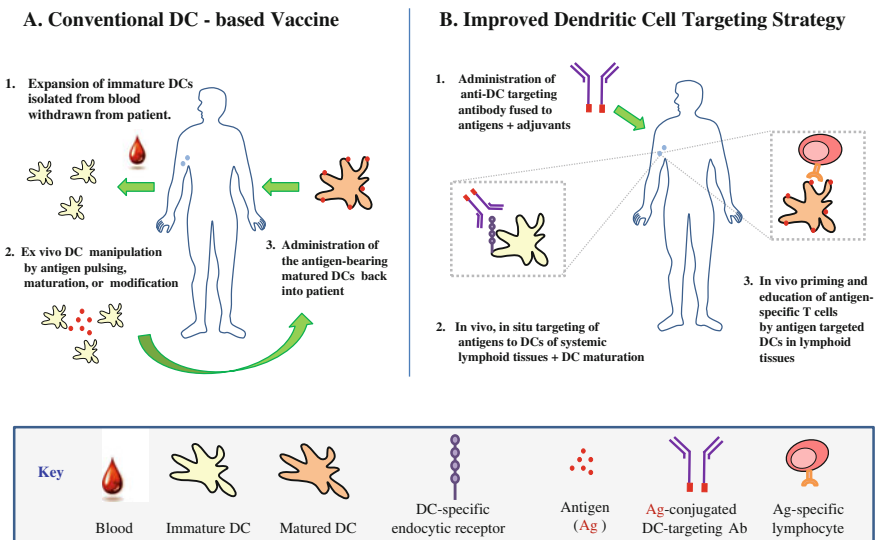 A. Conventional DC - based Vaccine
1. Expansion of immature DCs
isolated from blood
withdrawn from patient.
2. Ex vivo DC manipulation
by antigen pulsing,
maturation, or modification
3. Administration of
the antigen-bearing
matured DCs back
into patient
B. Improved Dendritic Cell Targeting Strategy
1. Administration of
anti-DC targeting
antibody fused to
antigens + adjuvants
2. In vivo, in situ targeting of
antigens to DCs of systemic
lymphoid tissues + DC maturation
3. In vivo priming and
education of antigen-
specific T cells
by antigen targeted
DCs in lymphoid
tissues
Key
Blood
Immature DC
Matured DC
DC-specific
endocytic receptor
Antigen
(Ag )
Ag-conjugated
DC-targeting Ab
Ag-specific
lymphocyte